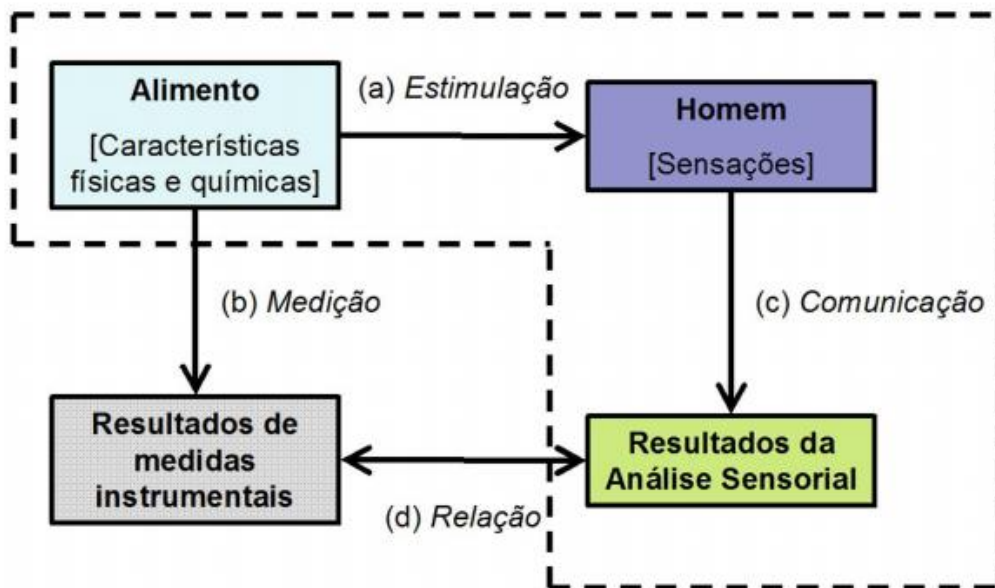 Alimento
[Características
físicas e químicas]
(a) Estimulação
Homem
[Sensações]
(b) Medição
(c) Comunicação
Resultados de
medidas
instrumentais
(d) Relação
Resultados da
Análise Sensorial